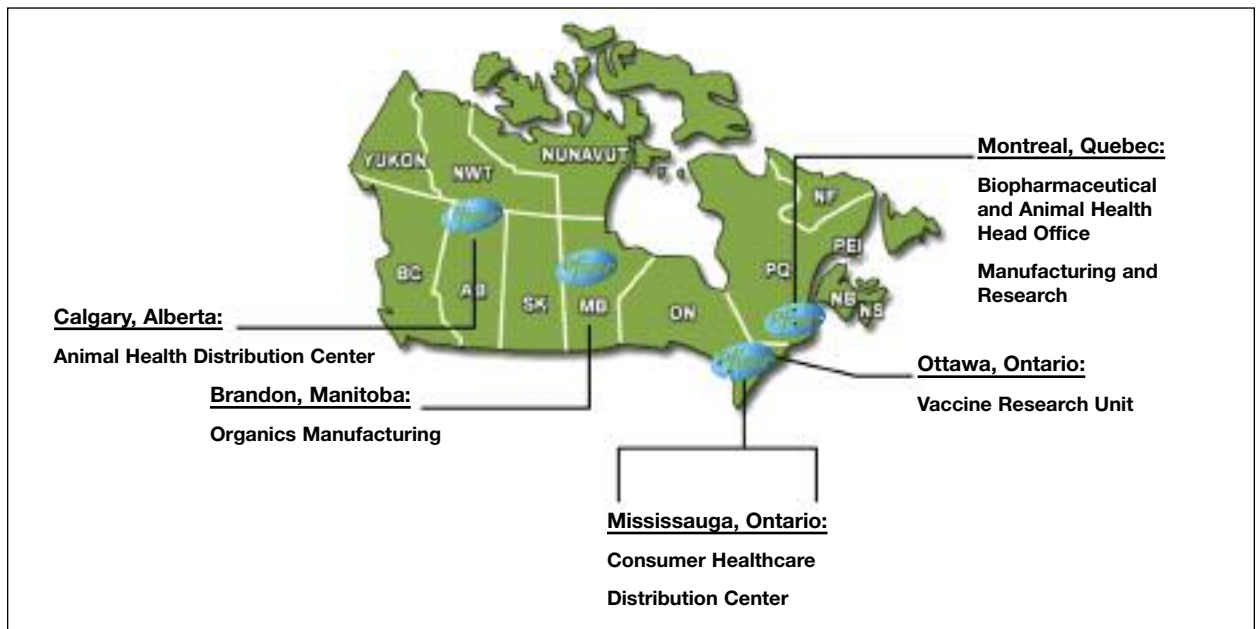 YUKON
NWT
NUNAVUT
BC
AB
SK
MB
ON
PQ
NF
PEI
NB
NS
Montreal, Quebec:
Biopharmaceutical
and Animal Health
Head Office
Manufacturing and
Research
Calgary, Alberta:
Animal Health Distribution Center
Brandon, Manitoba:
Organics Manufacturing
Ottawa, Ontario:
Vaccine Research Unit
Mississauga, Ontario:
Consumer Healthcare
Distribution Center